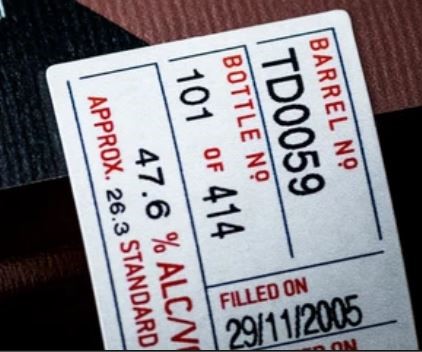 BARREL Nº
TD0059
BOTTLE Nº
101 OF 414
47.6 % ALC/V
APPROX. 26.3 STANDARD
FILLED ON
29/11/2005
ON